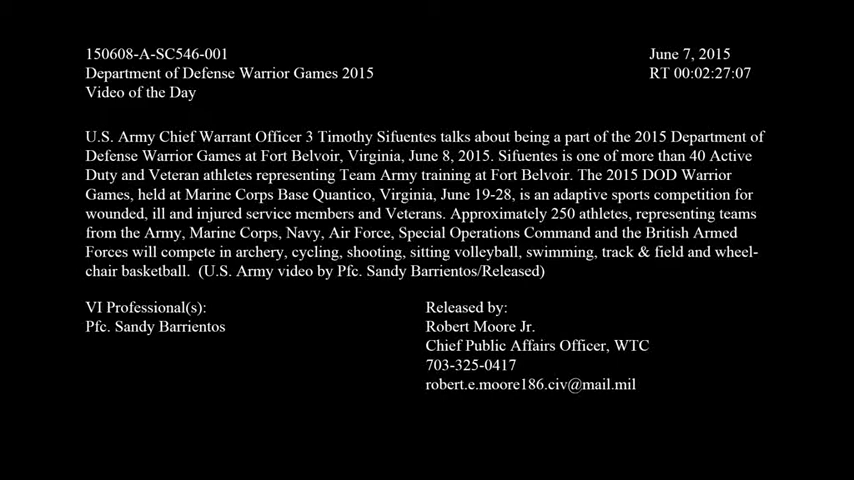 150608-A-SC546-001
June 7, 2015
Department of Defense Warrior Games 2015
RT 00:02:27:07
Video of the Day
U.S. Army Chief Warrant Officer 3 Timothy Sifuentes talks about being a part of the 2015 Department of
Defense Warrior Games at Fort Belvoir, Virginia, June 8, 2015. Sifuentes is one of more than 40 Active
Duty and Veteran athletes representing Team Army training at Fort Belvoir. The 2015 DOD Warrior
Games, held at Marine Corps Base Quantico, Virginia, June 19-28, is an adaptive sports competition for
wounded, ill and injured service members and Veterans. Approximately 250 athletes, representing teams
from the Army, Marine Corps, Navy, Air Force, Special Operations Command and the British Armed
Forces will compete in archery, cycling, shooting, sitting volleyball, swimming, track & field and wheel-
chair basketball. (U.S. Army video by Pfc. Sandy Barrientos/Released)
VI Professional(s):
Pfc. Sandy Barrientos
Released by:
Robert Moore Jr.
Chief Public Affairs Officer, WTC
703-325-0417
robert.e.moore186.civ@mail.mil